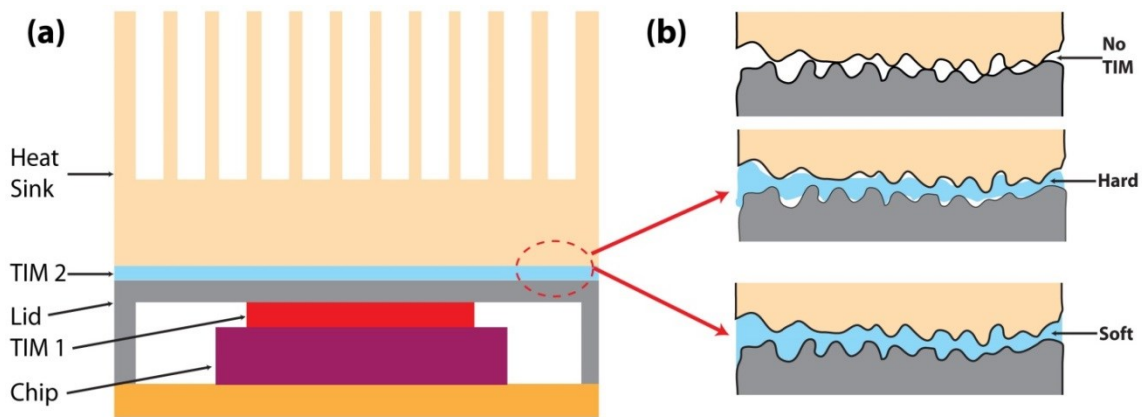 (a)
Heat
Sink
TIM 2
Lid
TIM 1
Chip
(b)
No
TIM
Hard
Soft